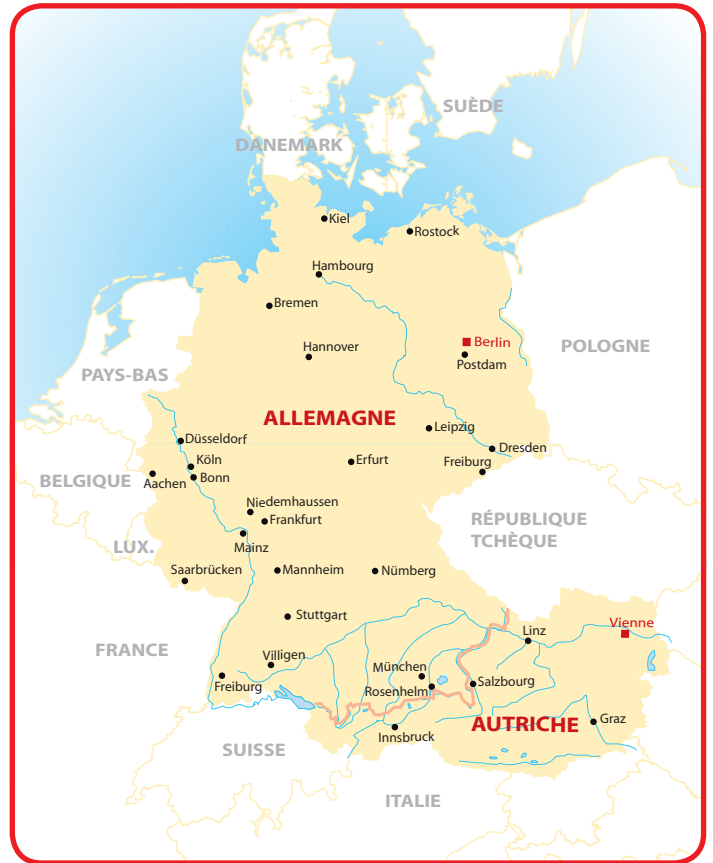 SUÈDE
DANEMARK
Kiel
Rostock
Hambourg
Bremen
Berlin
Hannover
POLOGNE
Postdam
PAYS-BAS
ALLEMAGNE
Leipzig
Düsseldorf
Dresden
Köln
Erfurt
Freiburg
BELGIQUE
Aachen
Bonn
Niedemhaussen
Frankfurt
RÉPUBLIQUE
TCHÈQUE
Mainz
LUX.
Saarbrücken
Mannheim
Nümberg
Stuttgart
Vienne
Linz
FRANCE
Villigen
München
Freiburg
Rosenhelm
Salzbourg
AUTRICHE
Graz
Innsbruck
SUISSE
ITALIE